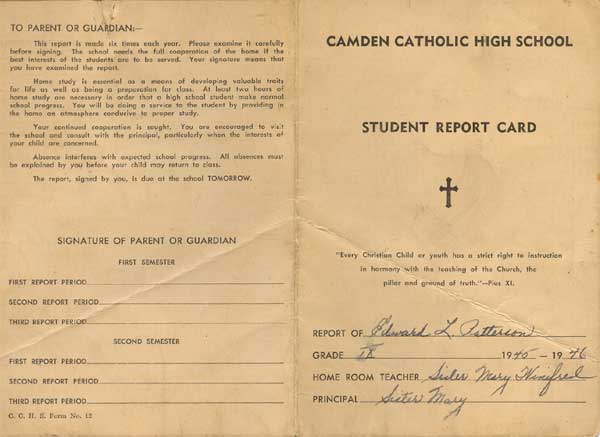 TO PARENT OR GUARDIAN:—
This report is made six times each year. Please examine it carefully
before signing. The school needs the full cooperation of the home if the
best interests of the students are to be served. Your signature means that
you have examined the report.
Home study is essential as a means of developing valuable traits
for life as well as being a preparation for class. At least two hours of
home study are necessary in order that a high school student make normal
school progress. You will be doing a service to the student by providing in
the home an atmosphere conducive to proper study.
Your continued cooperation is sought. You are encouraged to visit
the school and consult with the principal, particularly when the interests of
your child are concerned.
Absence interferes with expected school progress. All absences must
be explained by you before your child may return to class.
The report, signed by you, is due at the school TOMORROW.
SIGNATURE OF PARENT OR GUARDIAN
FIRST SEMESTER
FIRST REPORT PERIOD
SECOND REPORT PERIOD
THIRD REPORT PERIOD
SECOND SEMESTER
FIRST REPORT PERIOD
SECOND REPORT PERIOD
THIRD REPORT PERIOD
C. C. H. S. Form No. 12
CAMDEN CATHOLIC HIGH SCHOOL
STUDENT REPORT CARD
"Every Christian Child or youth has a strict right to instruction
in harmony with the teaching of the Church, the
pillar and ground of truth."—Pius XI.
REPORT OF Edward L. Patterson
GRADE IX 1945 — 1946
HOME ROOM TEACHER Sister Mary Winifred
PRINCIPAL Sister Mary